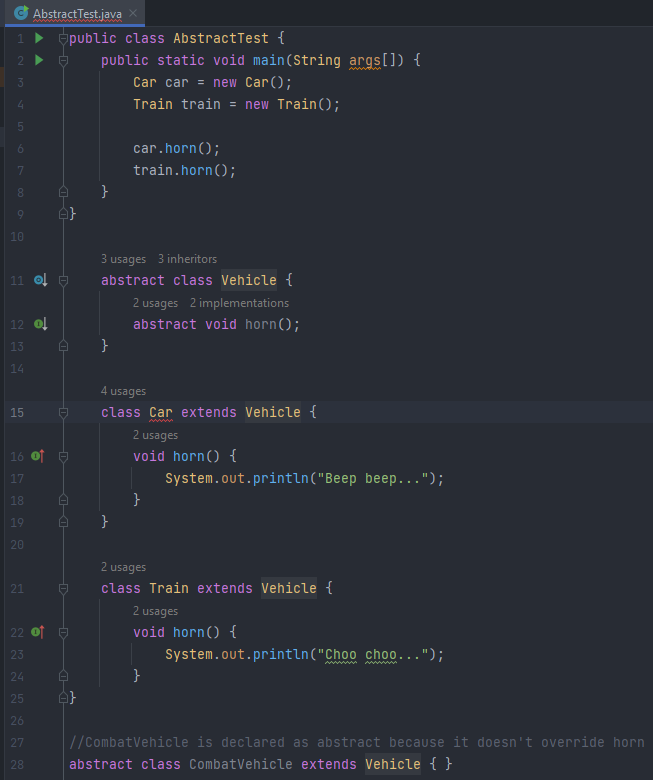 AbstractTest.java
1 public class AbstractTest {
2 public static void main(String args[]) {
3 Car car = new Car();
4 Train train = new Train();
5
6 car.horn();
7 train.horn();
8 }
9 }
10
3 usages 3 inheritors
11 abstract class Vehicle {
2 usages 2 implementations
12 abstract void horn();
13 }
14
4 usages
15 class Car extends Vehicle {
2 usages
16 void horn() {
17 System.out.println("Beep beep...");
18 }
19 }
20
2 usages
21 class Train extends Vehicle {
2 usages
22 void horn() {
23 System.out.println("Choo choo...");
24 }
25 }
26
27 //CombatVehicle is declared as abstract because it doesn't override horn
28 abstract class CombatVehicle extends Vehicle { }